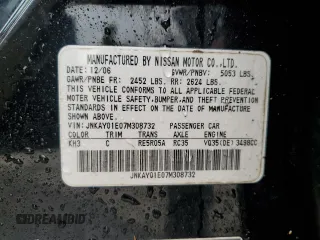 MANUFACTURED BY NISSAN MOTOR CO.,LTD.
DATE: 12/06 GVWR/PNBV: 5053 LBS.
GAWR/PNBE FR: 2452 LBS. RR: 2624 LBS.
THIS VEHICLE CONFORMS TO ALL APPLICABLE FEDERAL
MOTOR VEHICLE SAFETY,BUMPER,AND THEFT PREVENTION
STANDARDS IN EFFECT ON THE DATE OF MANUFACTURE
SHOWN ABOVE.
VIN: JNKAY01E07M308732 PASSENGER CAR
COLOR TRIM TRANS AXLE ENGINE
KH3 C RE5R05A RC35 VQ35(DE) 3498CC
JNKAY01E07M308732
AMERIDAMID